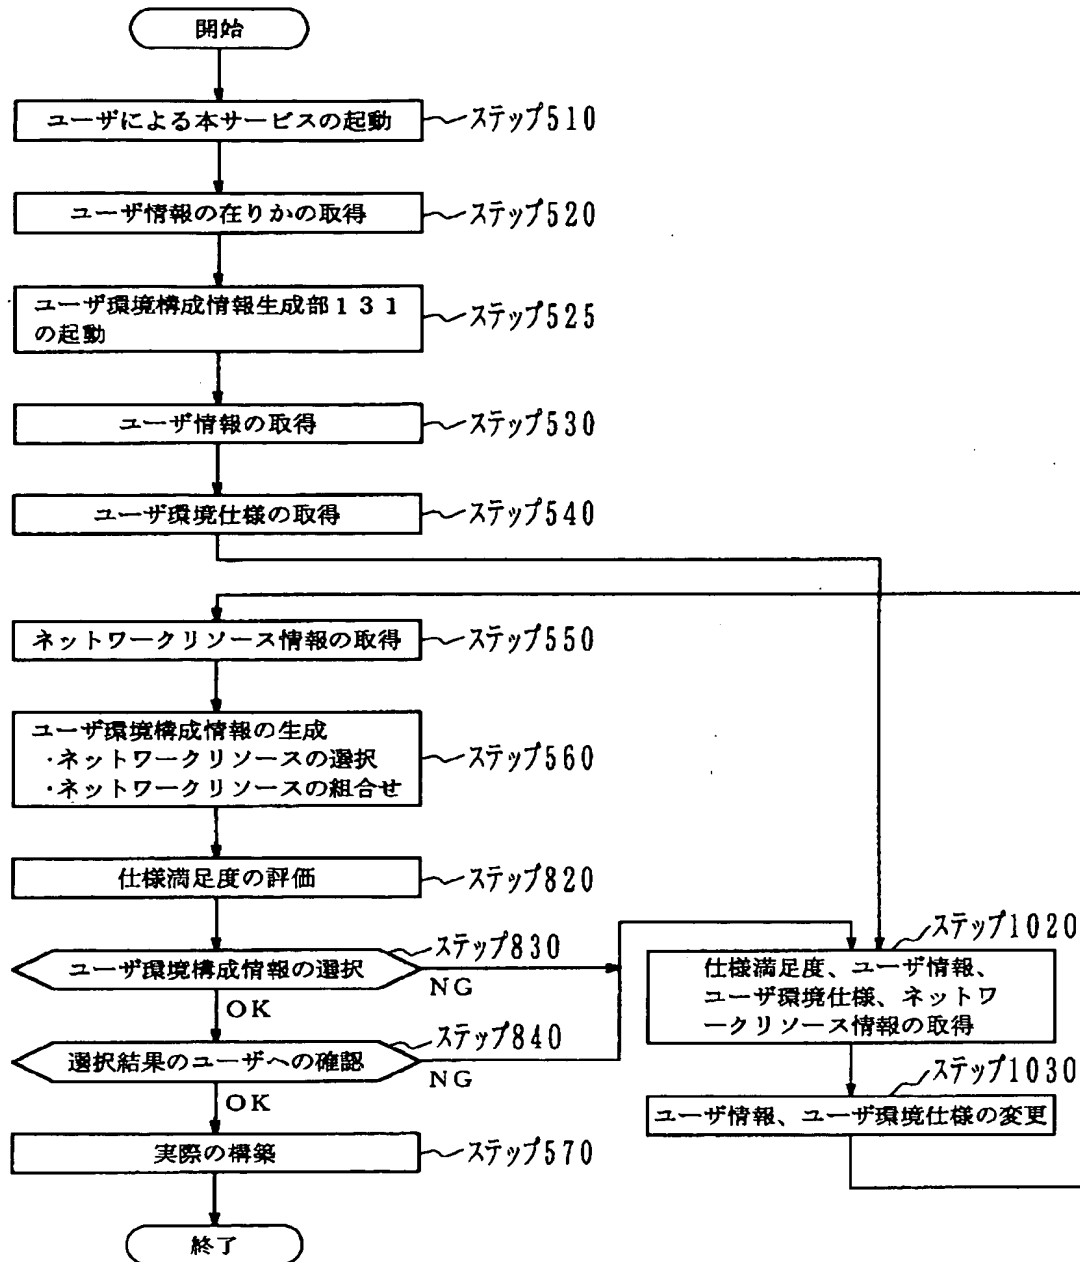 開始
ユーザによる本サービスの起動
ステップ510
ユーザ情報の在りかの取得
ステップ520
ユーザ環境構成情報生成部１３１
の起動
ステップ525
ユーザ情報の取得
ステップ530
ユーザ環境仕様の取得
ステップ540
ネットワークリソース情報の取得
ステップ550
ユーザ環境構成情報の生成
・ネットワークリソースの選択
・ネットワークリソースの組合せ
ステップ560
仕様満足度の評価
ステップ820
ステップ830
ユーザ環境構成情報の選択
NG
OK
ステップ840
選択結果のユーザへの確認
NG
OK
実際の構築
ステップ570
終了
ステップ1020
仕様満足度、ユーザ情報、
ユーザ環境仕様、ネットワ
ークリソース情報の取得
ステップ1030
ユーザ情報、ユーザ環境仕様の変更